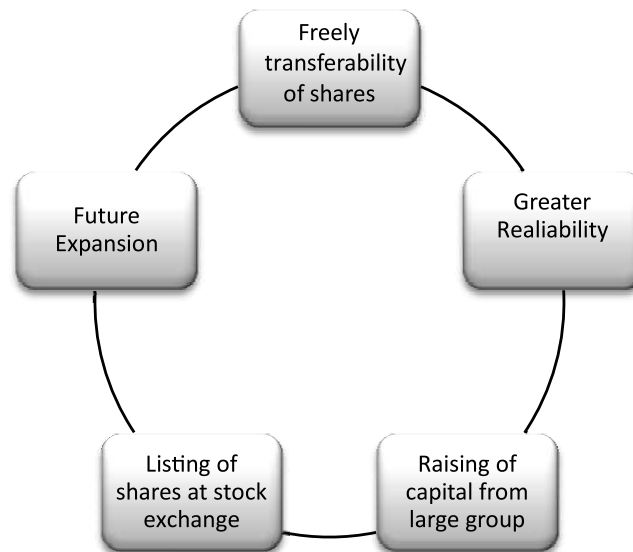 Freely
transferability
of shares
Greater
Realiability
Raising of
capital from
large group
Listing of
shares at stock
exchange
Future
Expansion